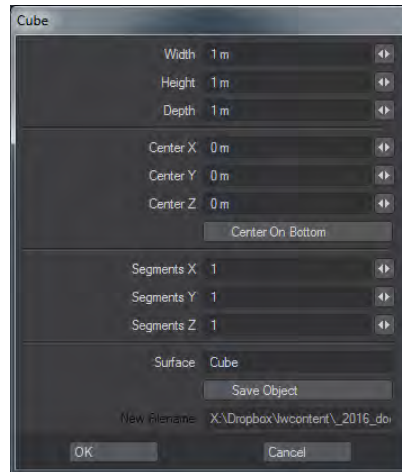 Cube
Width 1 m
Height 1 m
Depth 1 m
Center X 0 m
Center Y 0 m
Center Z 0 m
Center On Bottom
Segments X 1
Segments Y 1
Segments Z 1
Surface Cube
Save Object
New Filename X:\Dropbox\lwcontent\_2016_do
OK Cancel